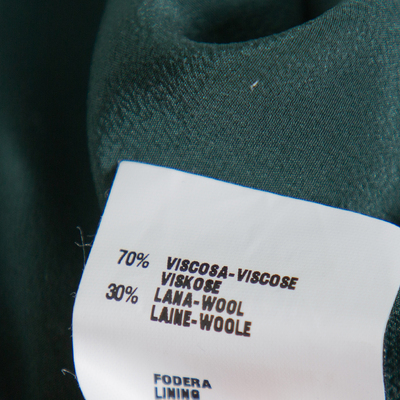 70% VISCOSA-VISCOSE
VISKOSE
30% LANA-WOOL
LAINE-WOOLE
FODERA
LINING